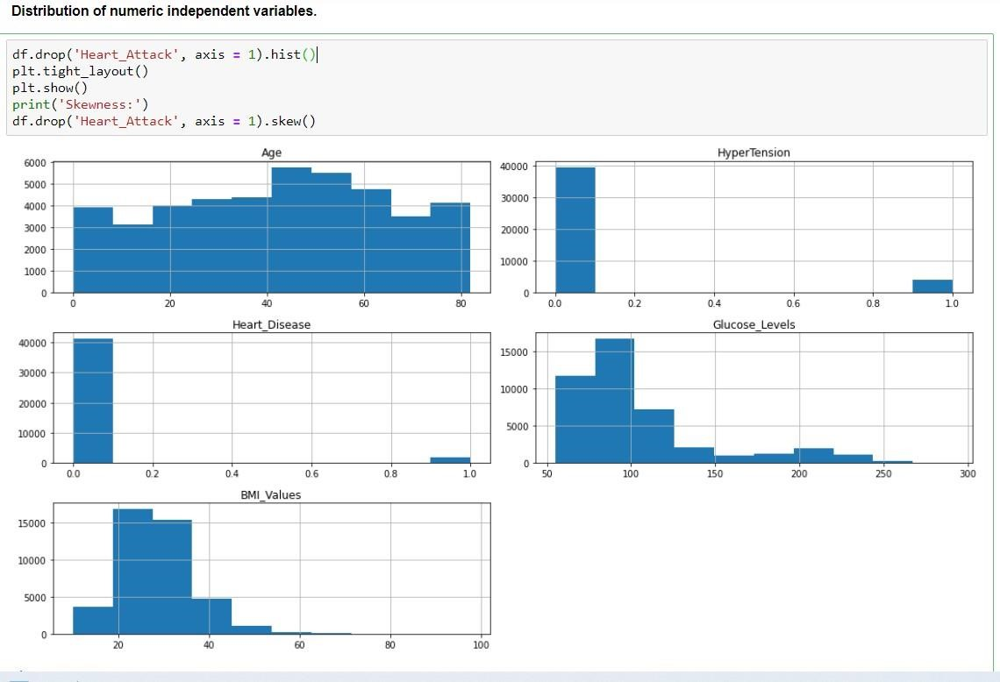 Distribution of numeric independent variables.
df.drop('Heart_Attack', axis = 1).hist()
plt.tight_layout()
plt.show()
print('Skewness:')
df.drop('Heart_Attack', axis = 1).skew()
Age
6000
5000
4000
3000
2000
1000
0
0 20 40 60 80
HyperTension
40000
30000
20000
10000
0
0.0 0.2 0.4 0.6 0.8 1.0
Heart_Disease
40000
30000
20000
10000
0
0.0 0.2 0.4 0.6 0.8 1.0
Glucose_Levels
15000
10000
5000
0
50 100 150 200 250 300
BMI_Values
15000
10000
5000
0
20 40 60 80 100